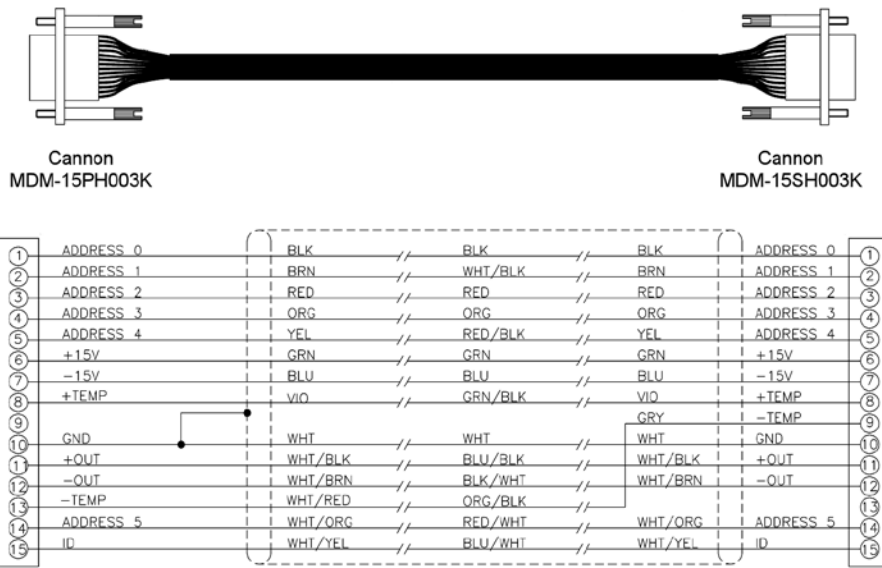 Cannon
MDM-15PH003K
Cannon
MDM-15SH003K
1 ADDRESS 0 BLK BLK BLK ADDRESS 0 1
2 ADDRESS 1 BRN WHT/BLK BRN ADDRESS 1 2
3 ADDRESS 2 RED RED RED ADDRESS 2 3
4 ADDRESS 3 ORG ORG ORG ADDRESS 3 4
5 ADDRESS 4 YEL RED/BLK YEL ADDRESS 4 5
6 +15V GRN GRN GRN +15V 6
7 -15V BLU BLU BLU -15V 7
8 +TEMP VIO GRN/BLK VIO +TEMP 8
9 GRY -TEMP 9
10 GND WHT WHT WHT GND 10
11 +OUT WHT/BLK BLU/BLK WHT/BLK +OUT 11
12 -OUT WHT/BRN BLK/WHT WHT/BRN -OUT 12
13 -TEMP WHT/RED ORG/BLK 13
14 ADDRESS 5 WHT/ORG RED/WHT WHT/ORG ADDRESS 5 14
15 ID WHT/YEL BLU/WHT WHT/YEL ID 15